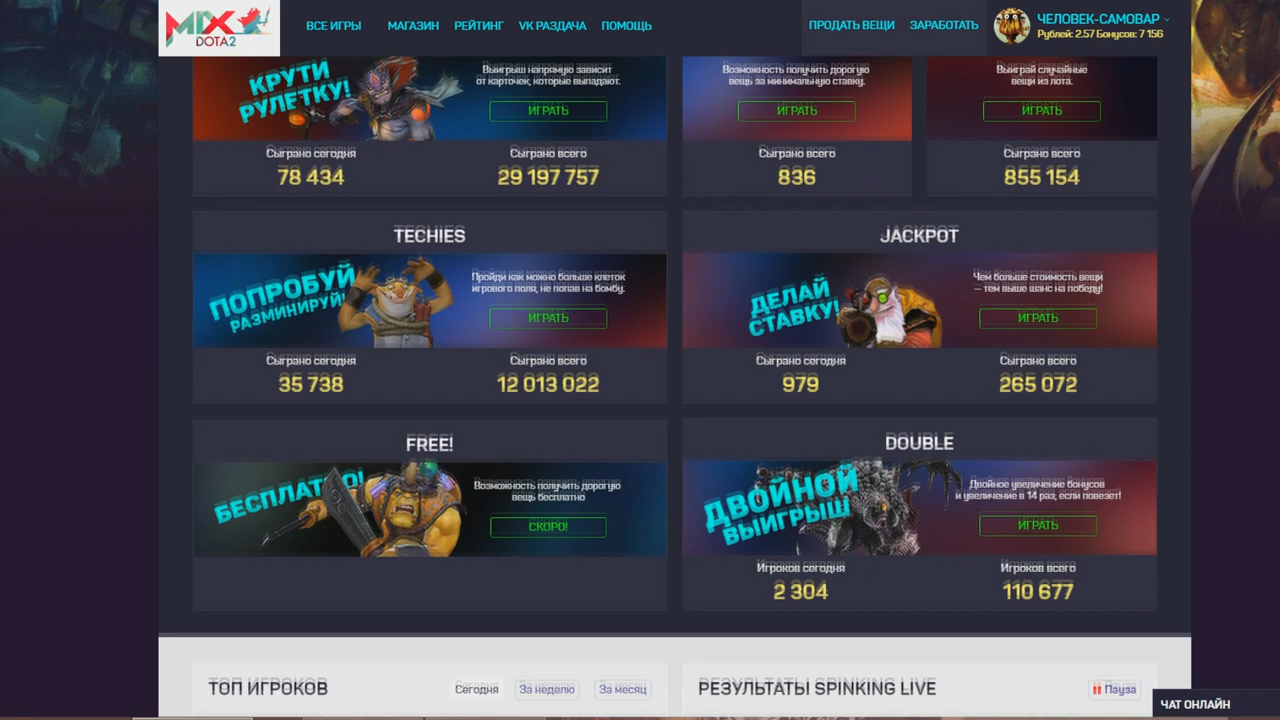 MIX
DOTA2
ВСЕ ИГРЫ
МАГАЗИН
РЕЙТИНГ
VK РАЗДАЧА
ПОМОЩЬ
ПРОДАТЬ ВЕЩИ
ЗАРАБОТАТЬ
ЧЕЛОВЕК-САМОВАР
Рублей: 2.57 Бонусов: 7 156
КРУТИ
РУЛЕТКУ!
Выигрыш напрямую зависит
от карточек, которые выпадают.
ИГРАТЬ
Сыграно сегодня
78 434
Сыграно всего
29 197 757
Возможность получить дорогую
вещь за минимальную ставку.
ИГРАТЬ
Сыграно всего
836
Выиграй случайные
вещи из лота.
ИГРАТЬ
Сыграно всего
855 154
TECHIES
ПОПРОБУЙ
РАЗМИНИРУЙ!
Пройди как можно больше клеток
игрового поля, не попав на бомбу.
ИГРАТЬ
Сыграно сегодня
35 738
Сыграно всего
12 013 022
JACKPOT
ДЕЛАЙ
СТАВКУ!
Чем больше стоимость вещи
— тем выше шанс на победу!
ИГРАТЬ
Сыграно сегодня
979
Сыграно всего
265 072
FREE!
БЕСПЛАТНО!
Возможность получить дорогую
вещь бесплатно
СКОРО!
DOUBLE
ДВОЙНОЙ
ВЫИГРЫШ
Двойное увеличение бонусов
и увеличение в 14 раз, если повезет!
ИГРАТЬ
Игроков сегодня
2 304
Игроков всего
110 677
ТОП ИГРОКОВ
Сегодня
За неделю
За месяц
РЕЗУЛЬТАТЫ SPINKING LIVE
Пауза
ЧАТ ОНЛАЙН